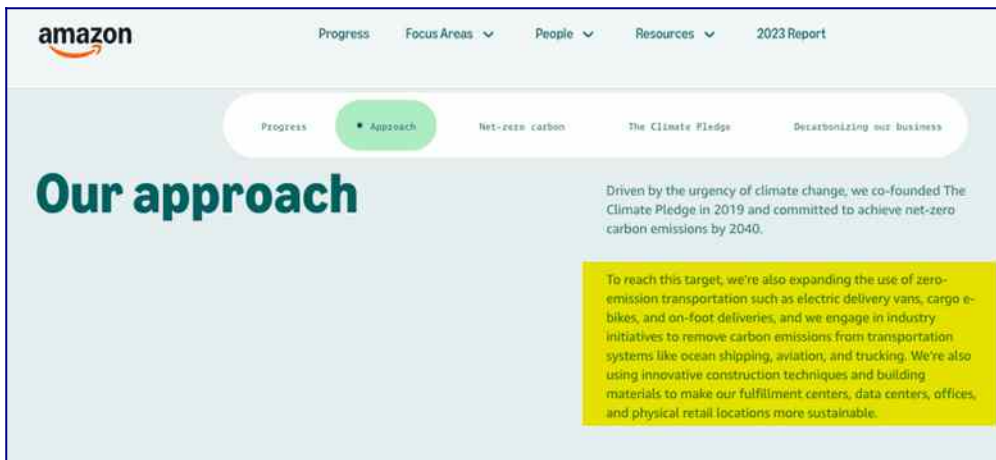 amazon
Progress Focus Areas People Resources 2023 Report
Progress Approach Net-zero carbon The Climate Pledge Decarbonizing our business
Our approach
Driven by the urgency of climate change, we co-founded The
Climate Pledge in 2019 and committed to achieve net-zero
carbon emissions by 2040.
To reach this target, we're also expanding the use of zero-
emission transportation such as electric delivery vans, cargo e-
bikes, and on-foot deliveries, and we engage in industry
initiatives to remove carbon emissions from transportation
systems like ocean shipping, aviation, and trucking. We're also
using innovative construction techniques and building
materials to make our fulfillment centers, data centers, offices,
and physical retail locations more sustainable.